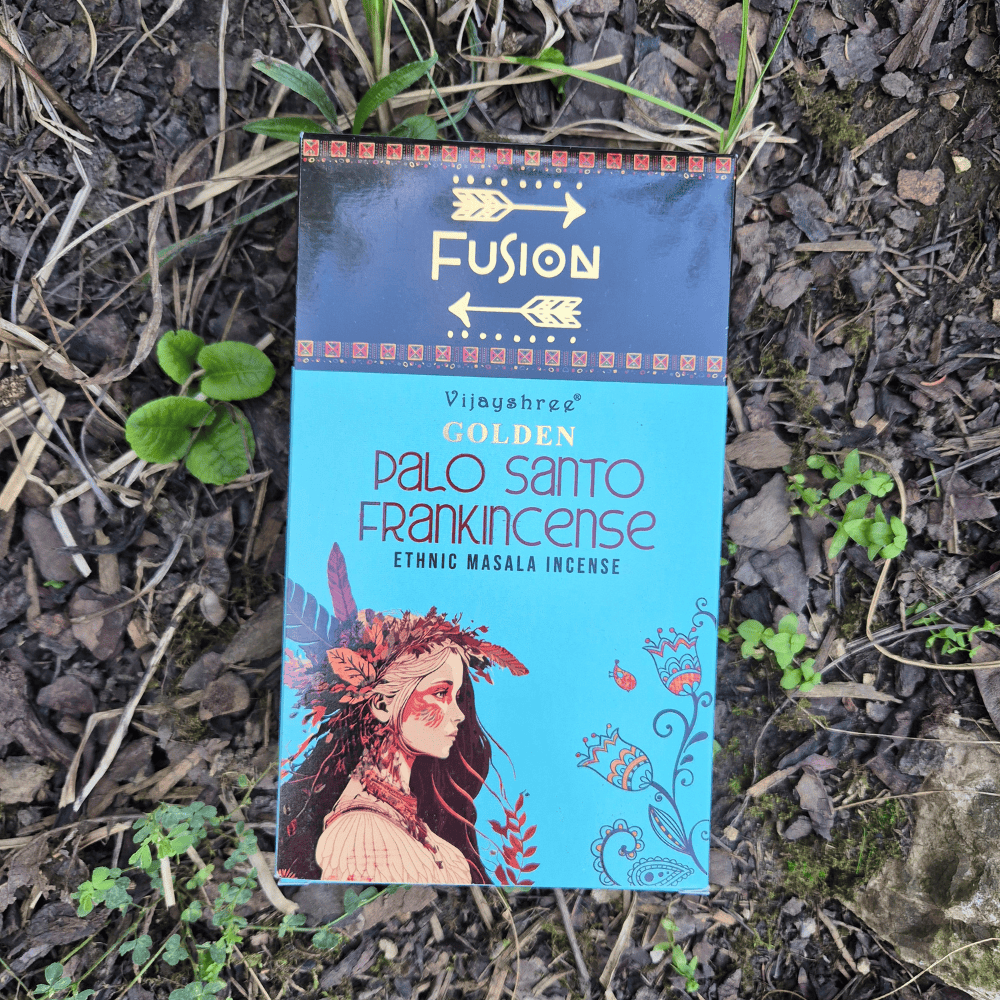 FUSION
Vijayshree®
GOLDEN
PALO SANTO
FRANKINCENSE
ETHNIC MASALA INCENSE